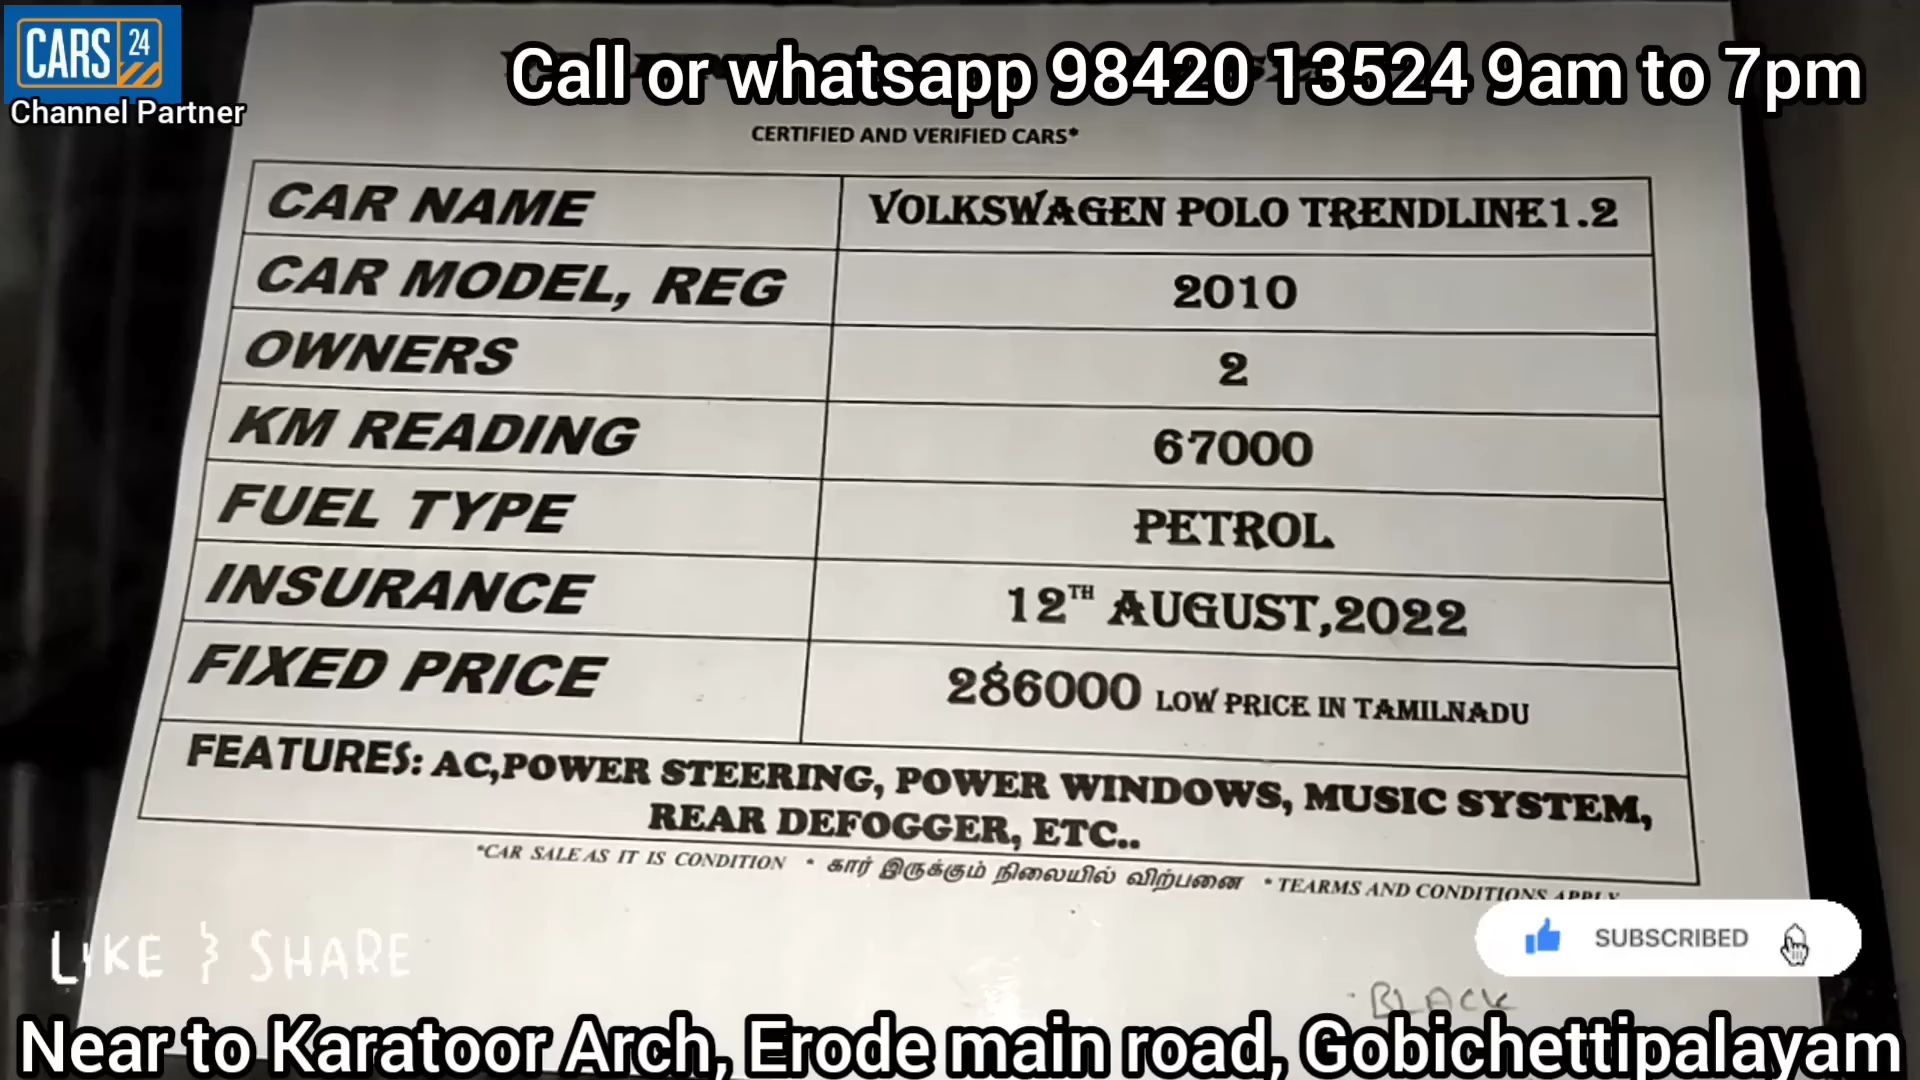 CARS 24
Channel Partner
Call or whatsapp 98420 13524 9am to 7pm
CERTIFIED AND VERIFIED CARS*
CAR NAME VOLKSWAGEN POLO TRENDLINE1.2
CAR MODEL, REG 2010
OWNERS 2
KM READING 67000
FUEL TYPE PETROL
INSURANCE 12TH AUGUST,2022
FIXED PRICE 286000 LOW PRICE IN TAMILNADU
FEATURES: AC,POWER STEERING, POWER WINDOWS, MUSIC SYSTEM,
REAR DEFOGGER, ETC..
*CAR SALE AS IT IS CONDITION * கார் இருக்கும் நிலையில் விற்பனை * TEARMS AND CONDITIONS APPLY
LIKE & SHARE
SUBSCRIBED
BLACK
Near to Karatoor Arch, Erode main road, Gobichettipalayam